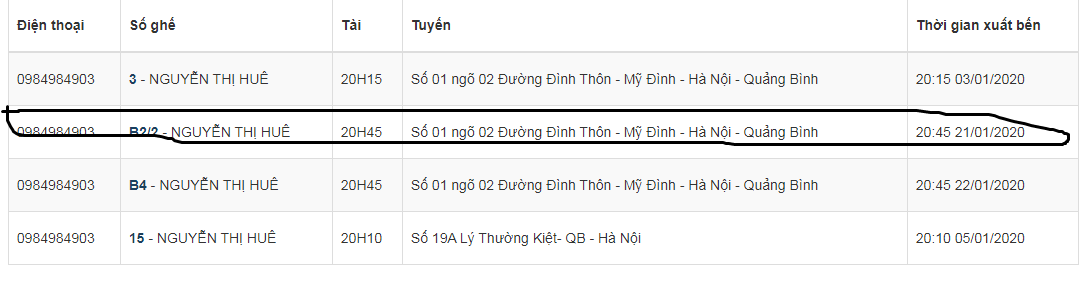 Điện thoại Số ghế Tải Tuyến Thời gian xuất bến
0984984903 3 - NGUYỄN THỊ HUÊ 20H15 Số 01 ngõ 02 Đường Đình Thôn - Mỹ Đình - Hà Nội - Quảng Bình 20:15 03/01/2020
0984984903 B2/2 - NGUYỄN THỊ HUÊ 20H45 Số 01 ngõ 02 Đường Đình Thôn - Mỹ Đình - Hà Nội - Quảng Bình 20:45 21/01/2020
0984984903 B4 - NGUYỄN THỊ HUÊ 20H45 Số 01 ngõ 02 Đường Đình Thôn - Mỹ Đình - Hà Nội - Quảng Bình 20:45 22/01/2020
0984984903 15 - NGUYỄN THỊ HUÊ 20H10 Số 19A Lý Thường Kiệt- QB - Hà Nội 20:10 05/01/2020